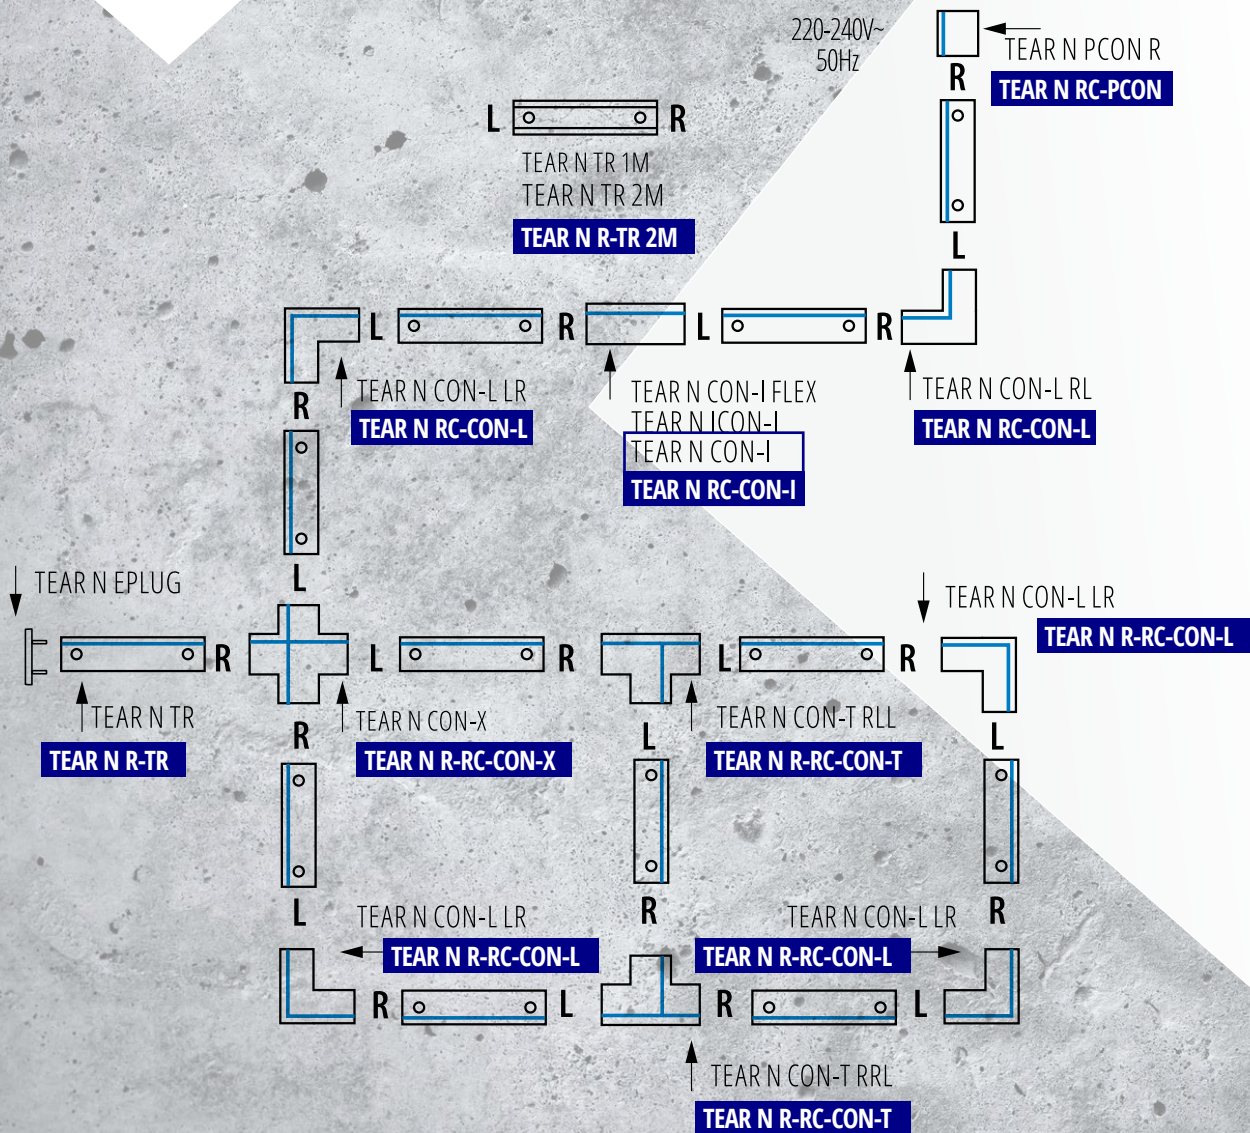 220-240V~
50Hz
TEAR N PCON R
TEAR N RC-PCON
R
L
R
TEAR N TR 1M
TEAR N TR 2M
TEAR N R-TR 2M
L
L
R
L
R
TEAR N CON-L LR
TEAR N RC-CON-L
TEAR N CON-I FLEX
TEAR N ICON-I
TEAR N CON-I
TEAR N RC-CON-I
TEAR N CON-L RL
TEAR N RC-CON-L
R
L
TEAR N EPLUG
TEAR N CON-L LR
TEAR N R-RC-CON-L
R
L
R
L
R
TEAR N TR
TEAR N R-TR
TEAR N CON-X
TEAR N R-RC-CON-X
TEAR N CON-T RLL
TEAR N R-RC-CON-T
R
L
L
L
R
R
TEAR N CON-L LR
TEAR N R-RC-CON-L
TEAR N CON-L LR
TEAR N R-RC-CON-L
R
L
R
L
TEAR N CON-T RRL
TEAR N R-RC-CON-T